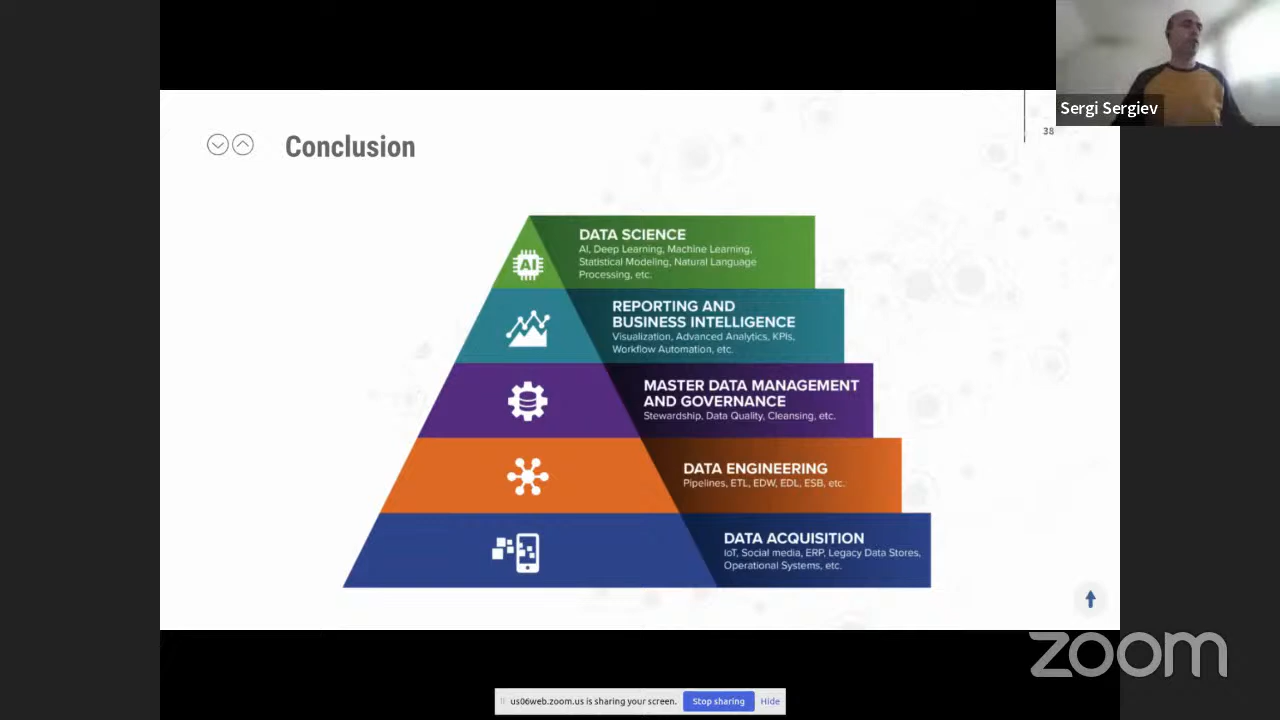 Sergi Sergiev
38
Conclusion
DATA SCIENCE
AI, Deep Learning, Machine Learning,
Statistical Modeling, Natural Language
Processing, etc.
AI
REPORTING AND
BUSINESS INTELLIGENCE
Visualization, Advanced Analytics, KPIs,
Workflow Automation, etc.
MASTER DATA MANAGEMENT
AND GOVERNANCE
Stewardship, Data Quality, Cleansing, etc.
DATA ENGINEERING
Pipelines, ETL, EDW, EDL, ESB, etc.
DATA ACQUISITION
IoT, Social media, ERP, Legacy Data Stores,
Operational Systems, etc.
zoom
us06web.zoom.us is sharing your screen. Stop sharing Hide